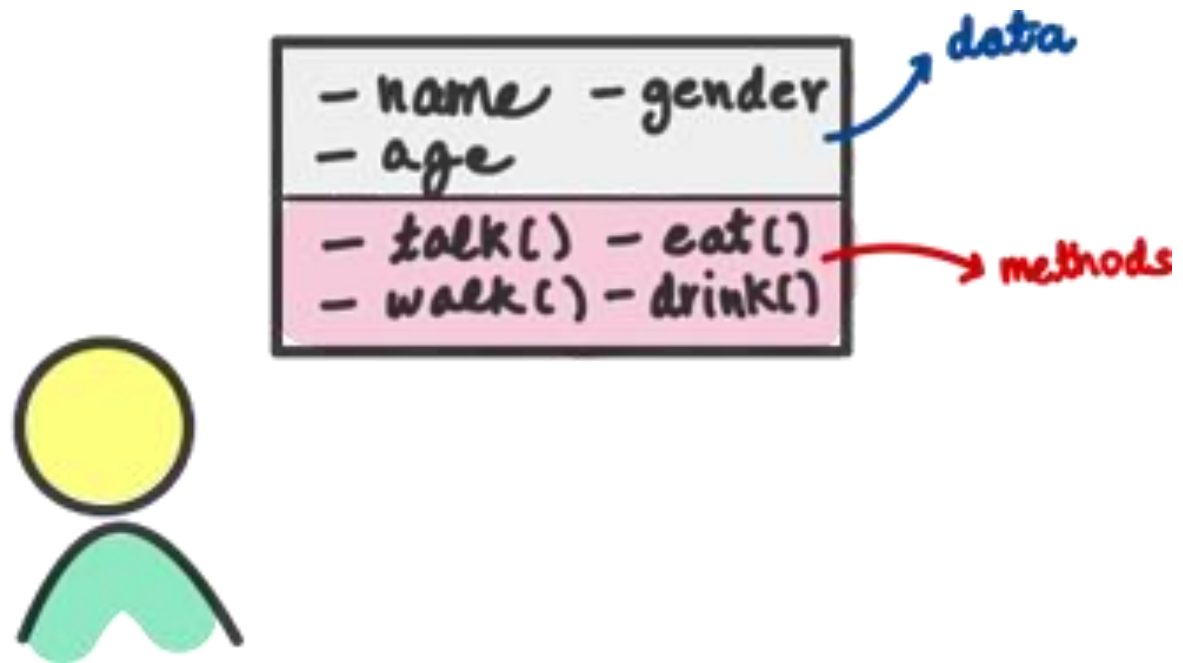 data
- name - gender
- age
- talk() - eat()
methods
- walk() - drink()